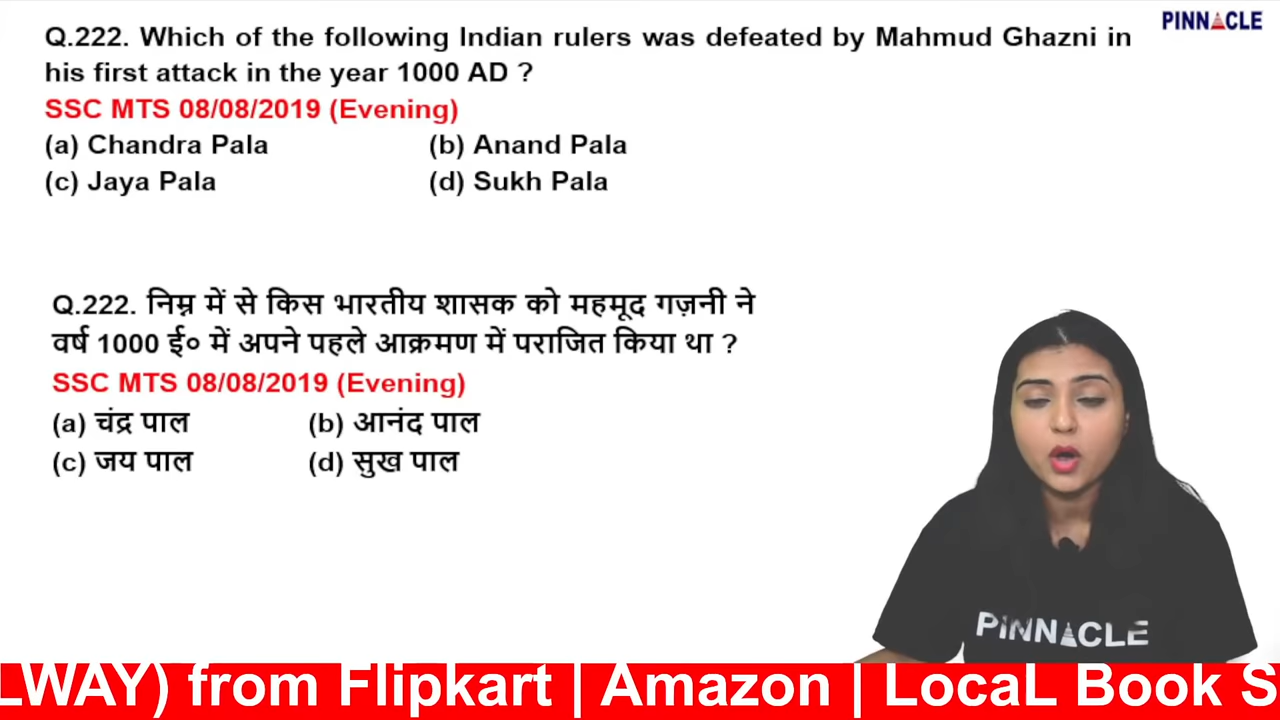 PINNACLE
Q.222. Which of the following Indian rulers was defeated by Mahmud Ghazni in
his first attack in the year 1000 AD ?
SSC MTS 08/08/2019 (Evening)
(a) Chandra Pala (b) Anand Pala
(c) Jaya Pala (d) Sukh Pala
Q.222. निम्न में से किस भारतीय शासक को महमूद गज़नी ने
वर्ष 1000 ई० में अपने पहले आक्रमण में पराजित किया था ?
SSC MTS 08/08/2019 (Evening)
(a) चंद्र पाल (b) आनंद पाल
(c) जय पाल (d) सुख पाल
PINNACLE
LWAY) from Flipkart | Amazon | LocaL Book S